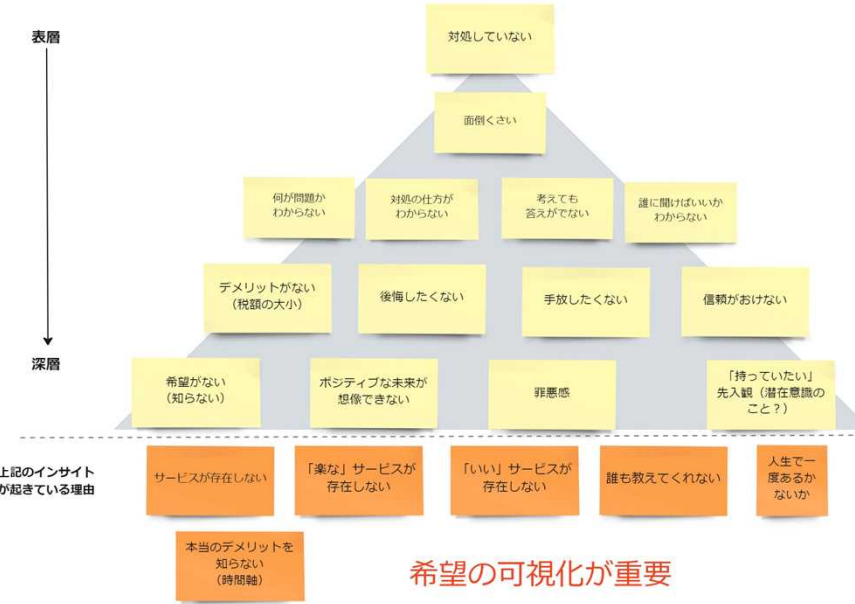 表層
対処していない
面倒くさい
何が問題か
わからない
対処の仕方が
わからない
考えても
答えがでない
誰に聞けばいいか
わからない
デメリットがない
（税額の大小）
後悔したくない
手放したくない
信頼がおけない
深層
希望がない
（知らない）
ポジティブな未来が
想像できない
罪悪感
「持っていたい」
先入観（潜在意識の
こと？）
上記のインサイト
が起きている理由
サービスが存在しない
「楽な」サービスが
存在しない
「いい」サービスが
存在しない
誰も教えてくれない
人生で一
度あるか
ないか
本当のデメリットを
知らない
（時間軸）
希望の可視化が重要